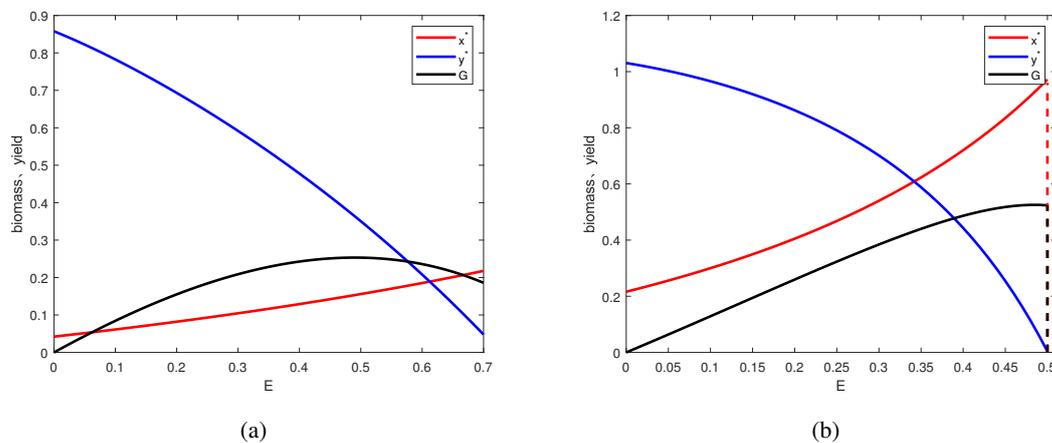 0.9
0.8
0.7
0.6
0.5
0.4
0.3
0.2
0.1
0
0 0.1 0.2 0.3 0.4 0.5 0.6 0.7
E
biomass、yield
x*
y*
G
(a)
1.2
1
0.8
0.6
0.4
0.2
0
0 0.05 0.1 0.15 0.2 0.25 0.3 0.35 0.4 0.45 0.5
E
biomass、yield
x*
y*
G
(b)